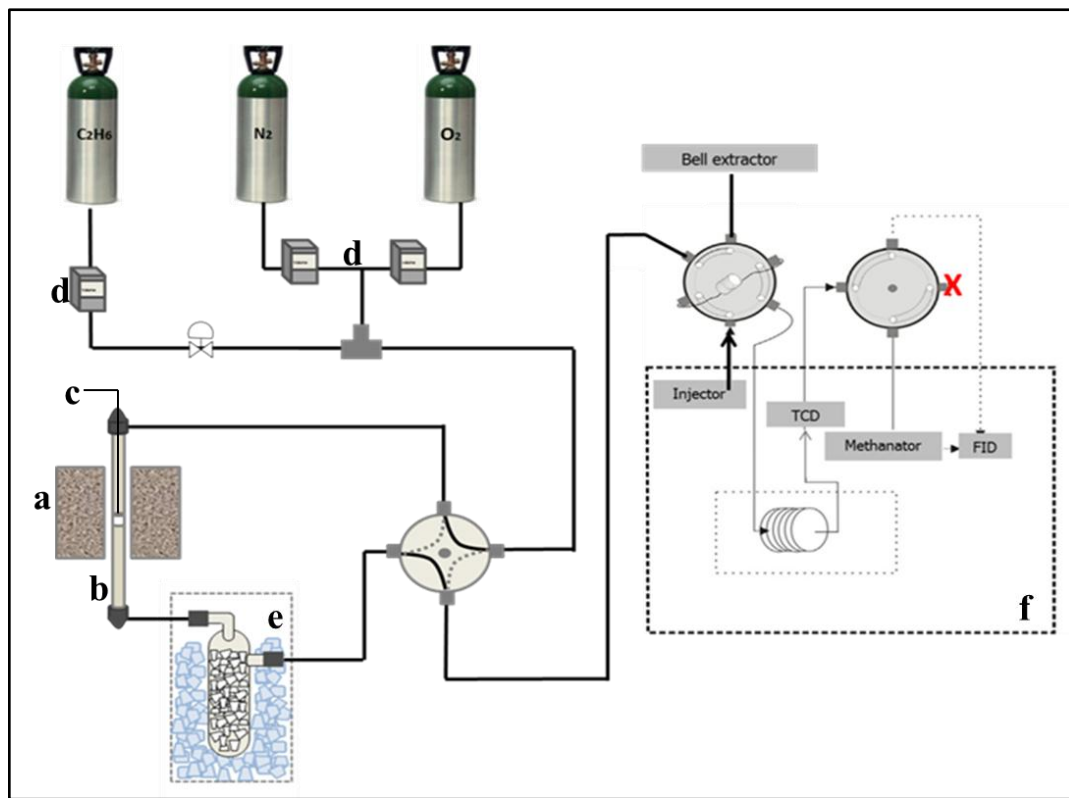 C2H6
N2
O2
Bell extractor
d
d
c
X
Injector
TCD
Methanator
FID
a
b
e
f